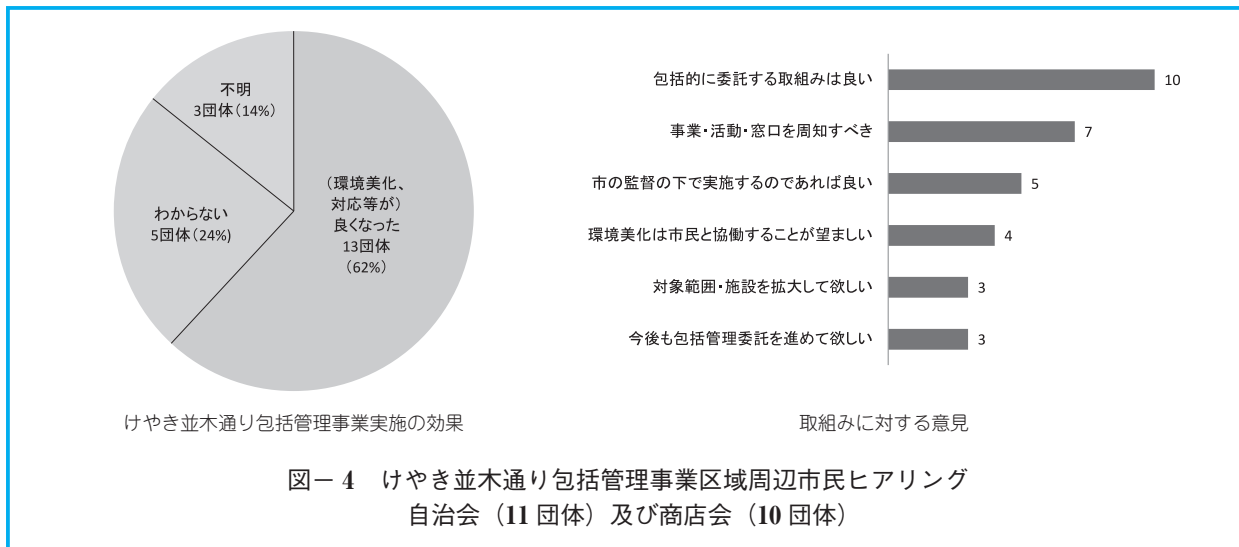 不明
3団体(14%)
わからない
5団体(24%)
(環境美化、
対応等が)
良くなった
13団体
(62%)
けやき並木通り包括管理事業実施の効果
包括的に委託する取組みは良い 10
事業・活動・窓口を周知すべき 7
市の監督の下で実施するのであれば良い 5
環境美化は市民と協働することが望ましい 4
対象範囲・施設を拡大して欲しい 3
今後も包括管理委託を進めて欲しい 3
取組みに対する意見
図－4 けやき並木通り包括管理事業区域周辺市民ヒアリング
自治会（11団体）及び商店会（10団体）